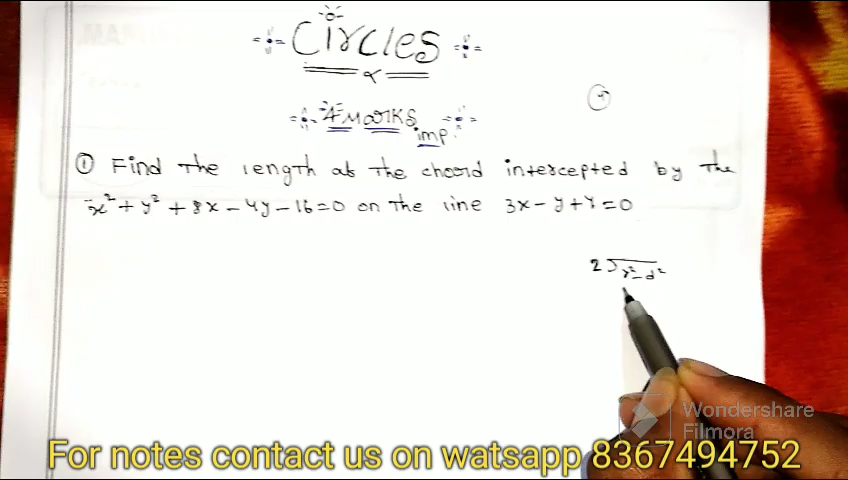 Circles
4 Marks
imp.
① Find the length of the chord intercepted by the
x² + y² + 8x - 4y - 16 = 0 on the line 3x - y + 4 = 0
2√r² - d²
Wondershare
Filmora
For notes contact us on watsapp 8367494752